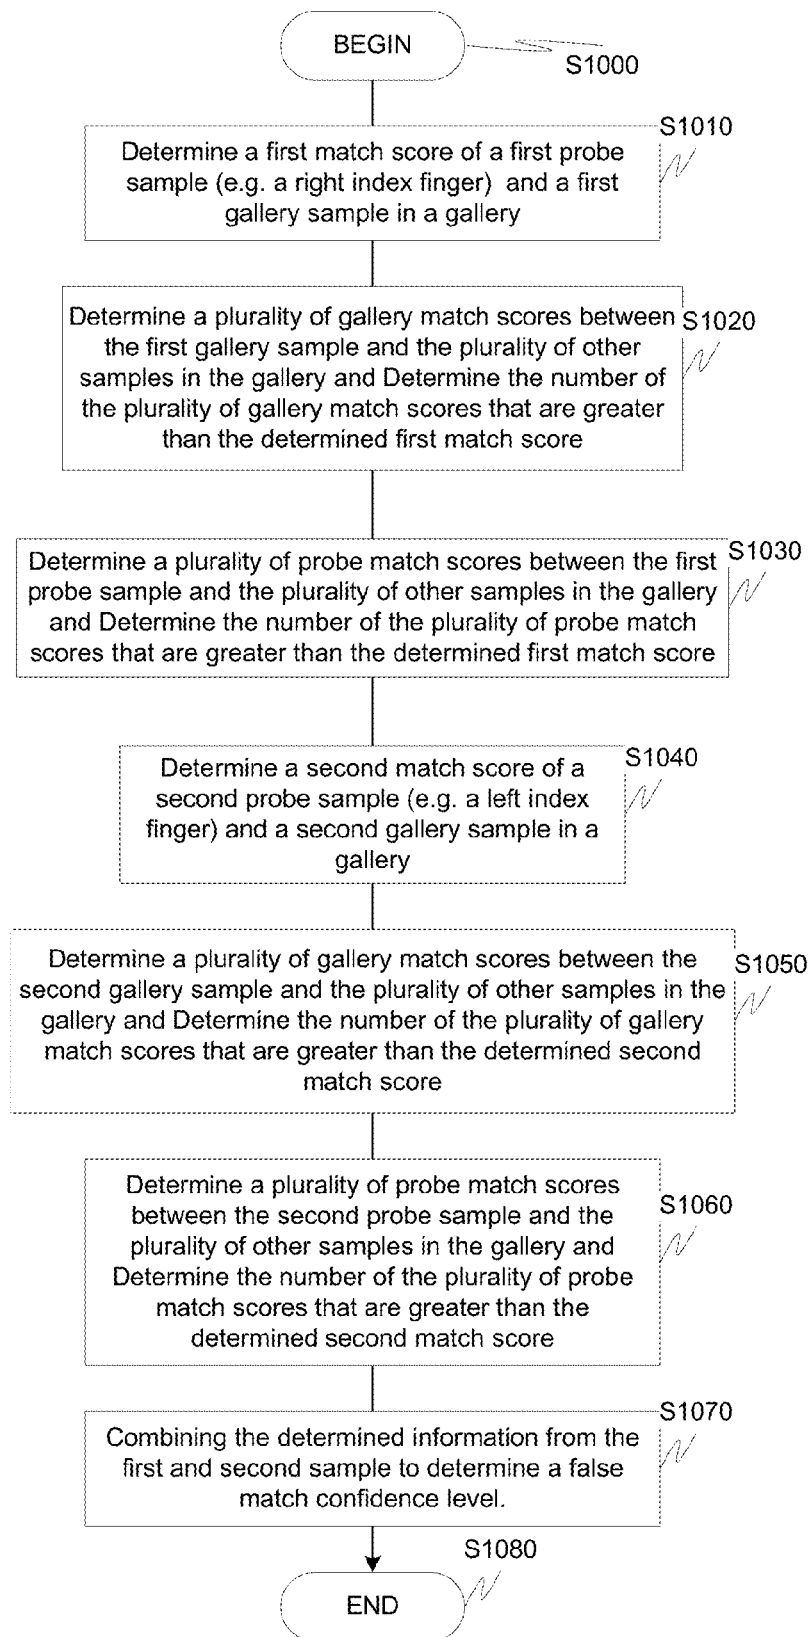 BEGIN
S1000
S1010
Determine a first match score of a first probe
sample (e.g. a right index finger) and a first
gallery sample in a gallery
Determine a plurality of gallery match scores between
S1020
the first gallery sample and the plurality of other
samples in the gallery and Determine the number of
the plurality of gallery match scores that are greater
than the determined first match score
S1030
Determine a plurality of probe match scores between the first
probe sample and the plurality of other samples in the gallery
and Determine the number of the plurality of probe match
scores that are greater than the determined first match score
S1040
Determine a second match score of a
second probe sample (e.g. a left index
finger) and a second gallery sample in a
gallery
Determine a plurality of gallery match scores between the
S1050
second gallery sample and the plurality of other samples in the
gallery and Determine the number of the plurality of gallery
match scores that are greater than the determined second
match score
Determine a plurality of probe match scores
S1060
between the second probe sample and the
plurality of other samples in the gallery and
Determine the number of the plurality of probe
match scores that are greater than the
determined second match score
S1070
Combining the determined information from the
first and second sample to determine a false
match confidence level.
S1080
END